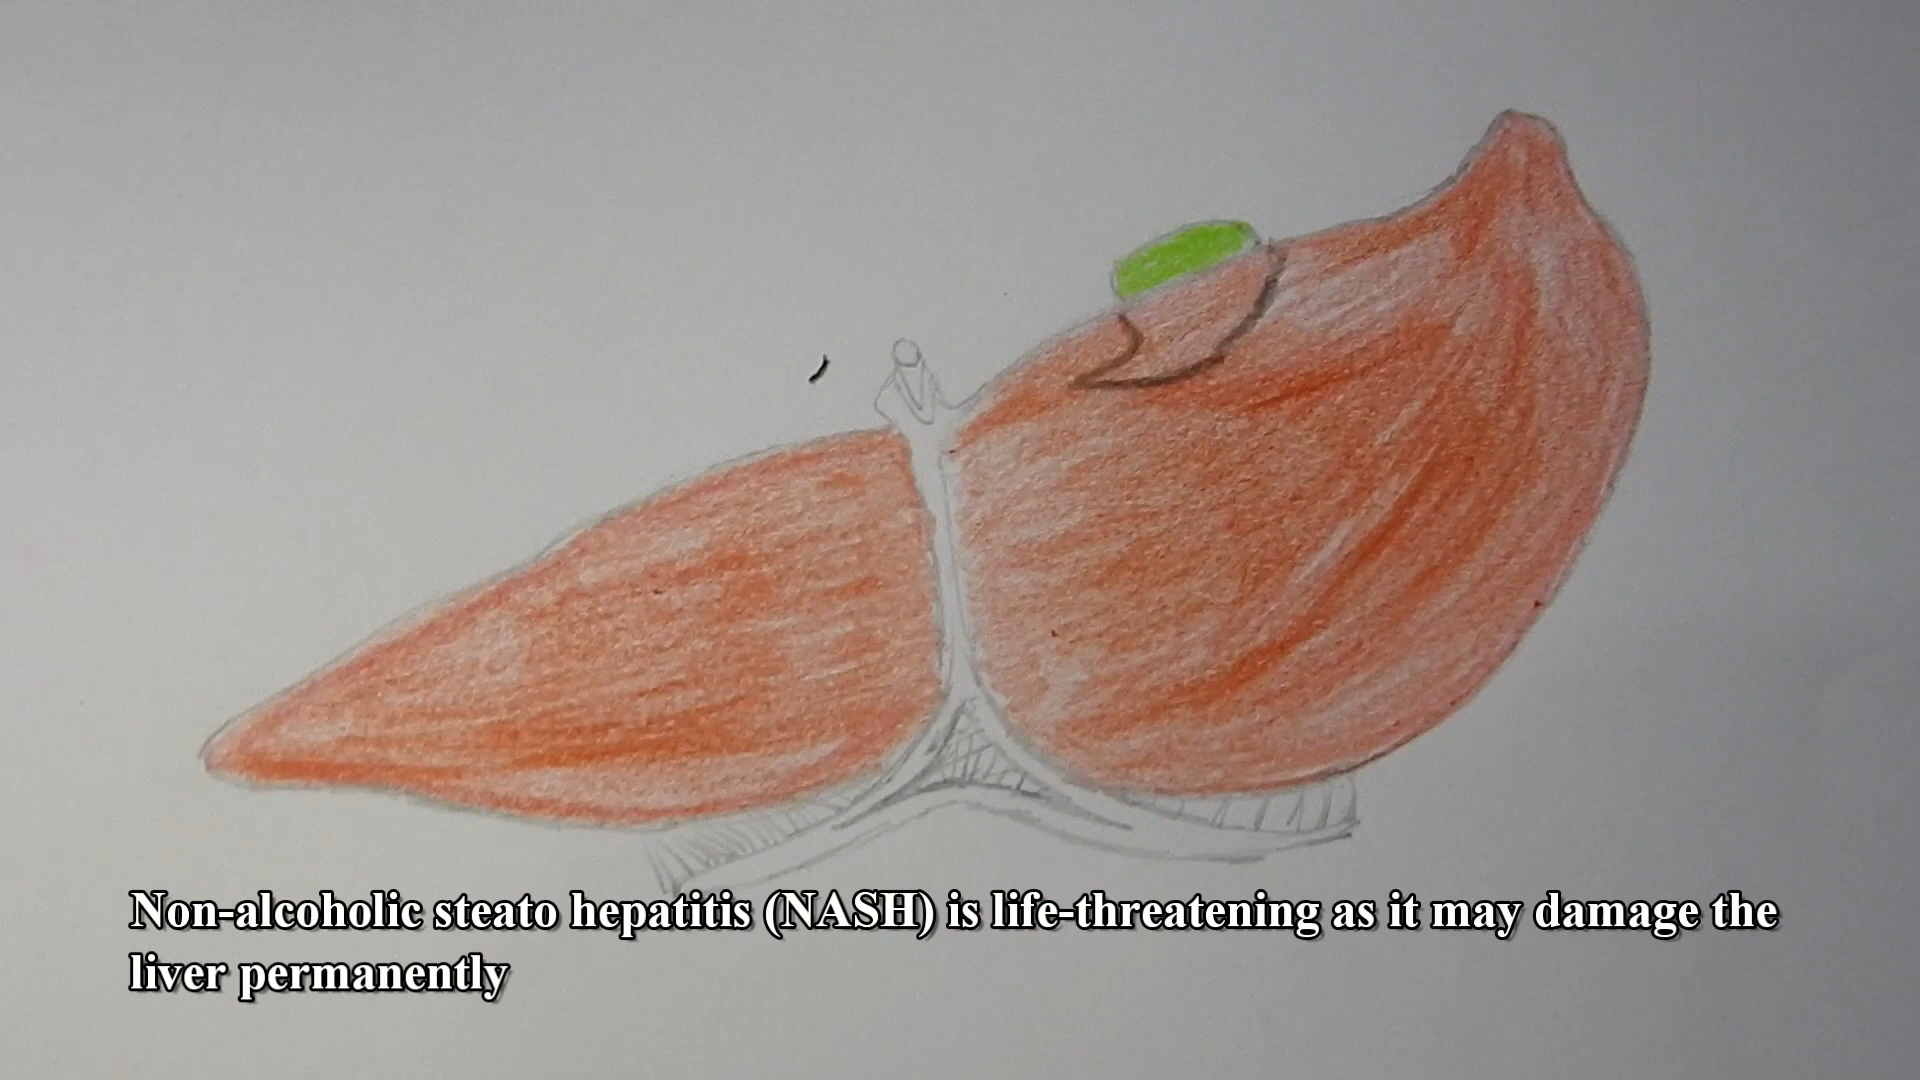 Non-alcoholic steato hepatitis (NASH) is life-threatening as it may damage the
liver permanently